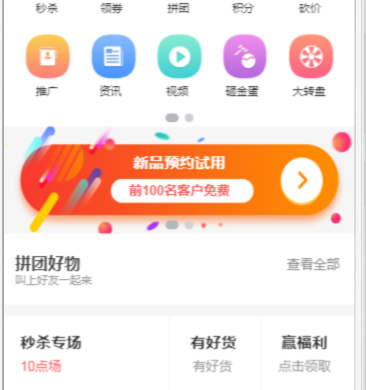 秒杀 领券 拼团 积分 砍价
推广 资讯 视频 砸金蛋 大转盘
新品预约试用
前100名客户免费
拼团好物 查看全部
叫上好友一起来
秒杀专场 有好货 赢福利
10点场 有好货 点击领取